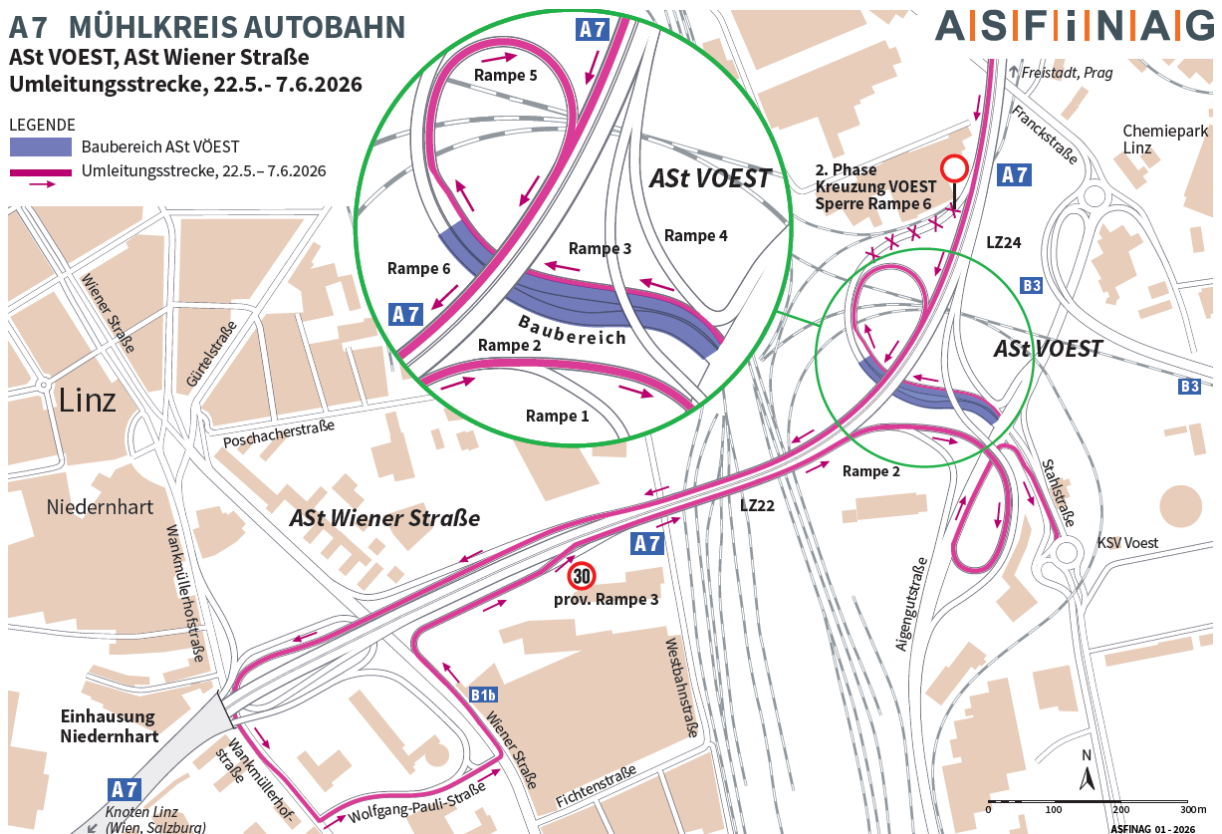 A7 MÜHLKREIS AUTOBAHN
ASt VOEST, ASt Wiener Straße
Umleitungsstrecke, 22.5.- 7.6.2026
LEGENDE
Baubereich ASt VÖEST
Umleitungsstrecke, 22.5.– 7.6.2026
ASFiNAG
A7
Rampe 5
ASt VOEST
Rampe 4
Rampe 3
Rampe 6
A7
Baubereich
Rampe 2
Rampe 1
Freistadt, Prag
Franckstraße
Chemiepark
Linz
2. Phase
Kreuzung VOEST
Sperre Rampe 6
A7
LZ24
B3
ASt VOEST
B3
Wiener Straße
Gürtelstraße
Linz
Poschacherstraße
Niedernhart
ASt Wiener Straße
Wankmüllerhofstraße
Rampe 2
LZ22
A7
Stahlstraße
KSV Voest
30
prov. Rampe 3
Aigengutstraße
Westbahnstraße
B1b
Wiener Straße
Einhausung
Niedernhart
Wankmüllerhof-
straße
Wolfgang-Pauli-Straße
Fichtenstraße
A7
Knoten Linz
(Wien, Salzburg)
N
0 100 200 300m
ASFINAG 01 - 2026